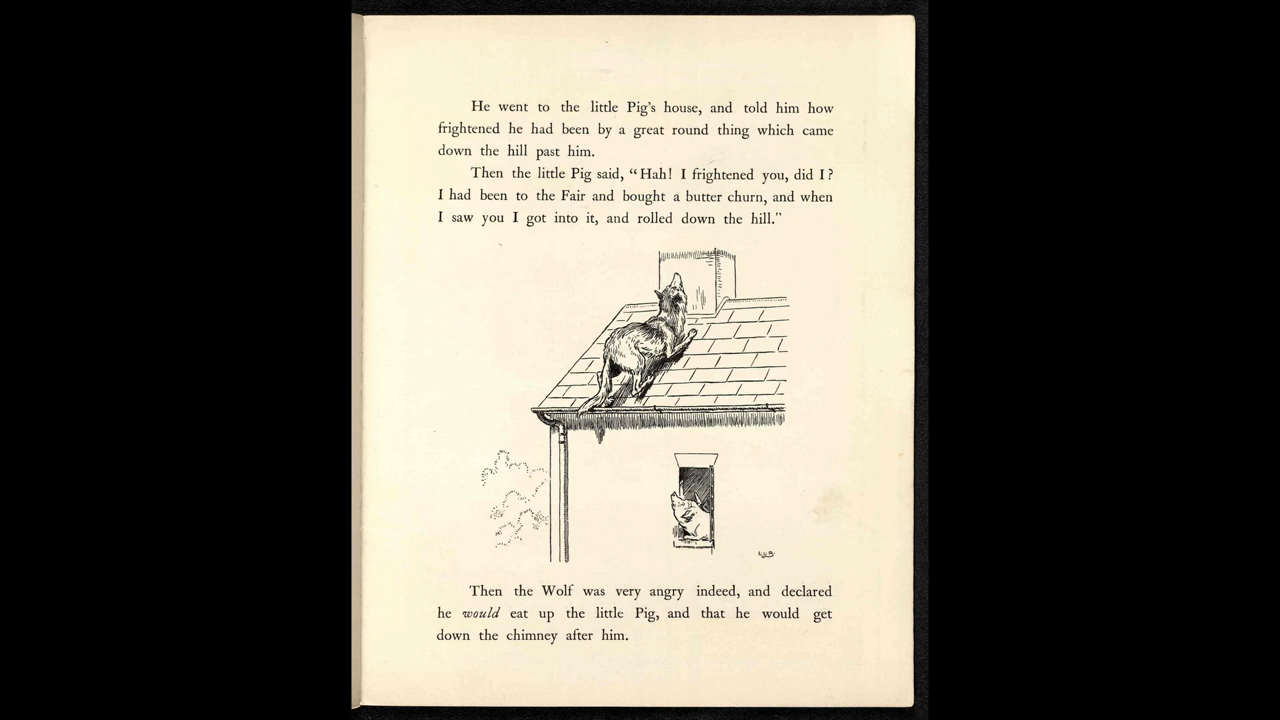 He went to the little Pig's house, and told him how
frightened he had been by a great round thing which came
down the hill past him.
Then the little Pig said, “Hah! I frightened you, did I?
I had been to the Fair and bought a butter churn, and when
I saw you I got into it, and rolled down the hill.”
Then the Wolf was very angry indeed, and declared
he would eat up the little Pig, and that he would get
down the chimney after him.